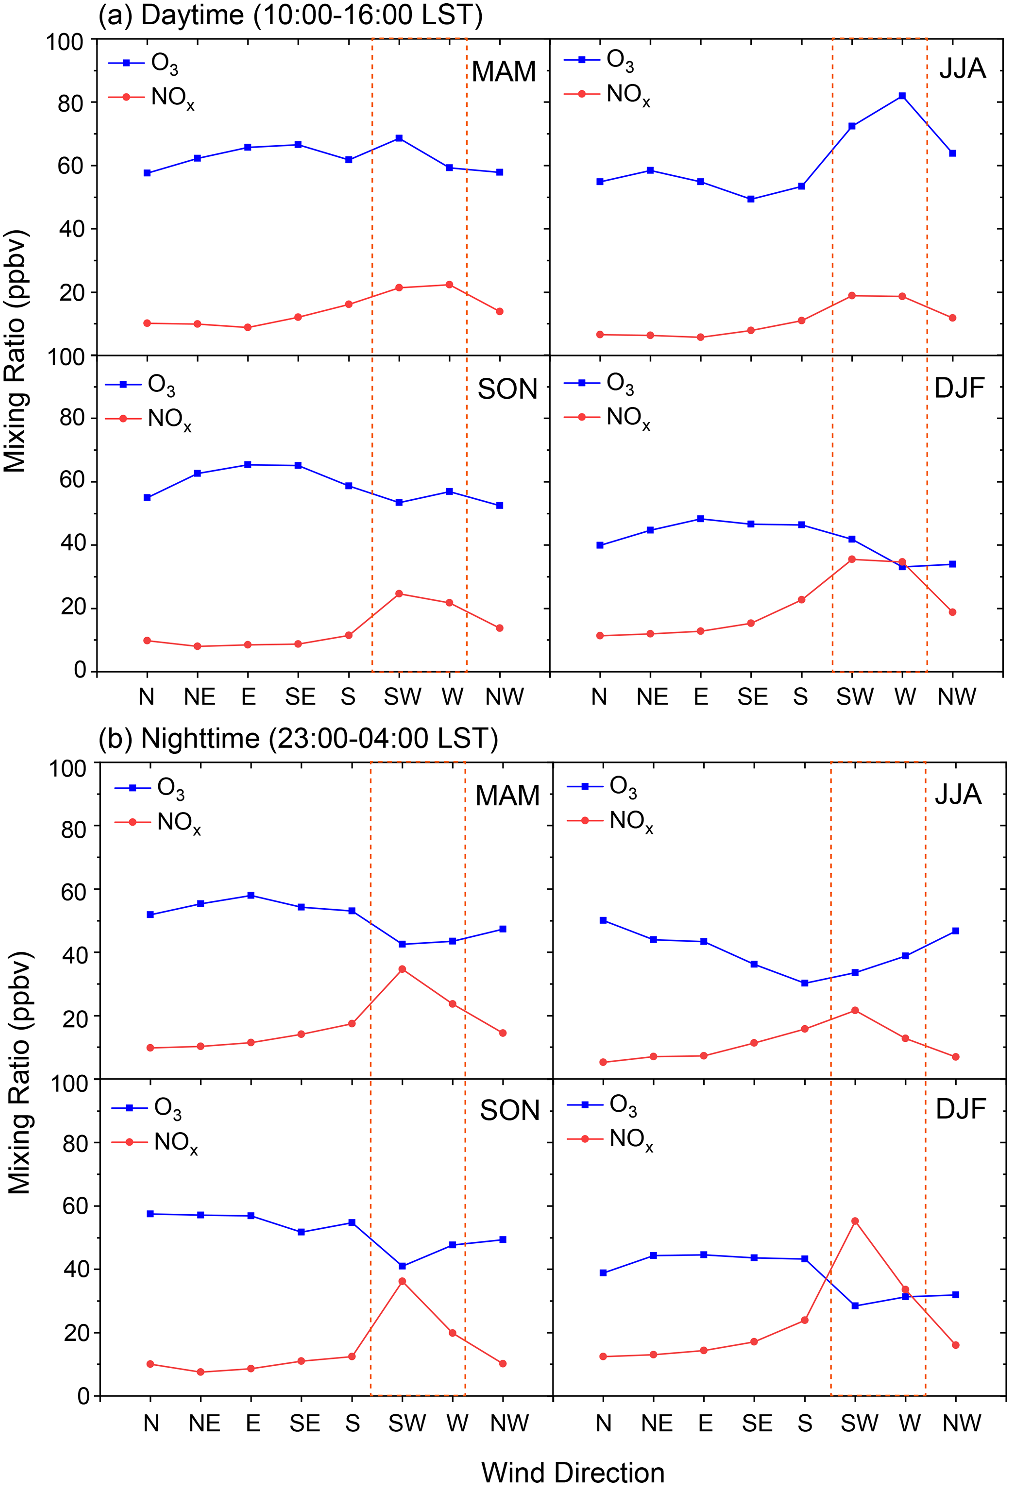 (a) Daytime (10:00-16:00 LST)
100
80
60
40
20
O3
NOx
MAM
O3
NOx
JJA
100
80
60
40
20
0
O3
NOx
SON
O3
NOx
DJF
Mixing Ratio (ppbv)
N NE E SE S SW W NW
N NE E SE S SW W NW
(b) Nighttime (23:00-04:00 LST)
100
80
60
40
20
O3
NOx
MAM
O3
NOx
JJA
100
80
60
40
20
0
O3
NOx
SON
O3
NOx
DJF
Mixing Ratio (ppbv)
N NE E SE S SW W NW
N NE E SE S SW W NW
Wind Direction